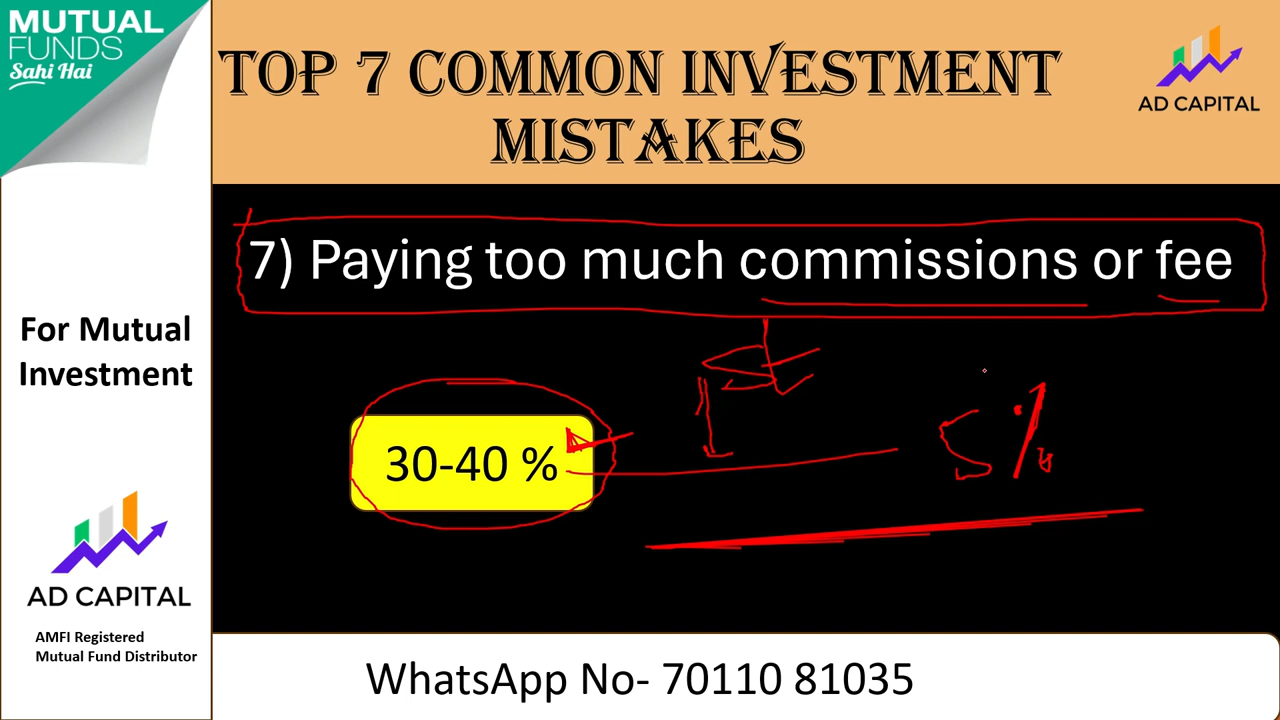 MUTUAL
FUNDS
Sahi Hai
TOP 7 COMMON INVESTMENT
MISTAKES
AD CAPITAL
7) Paying too much commissions or fee
For Mutual
Investment
1st
30-40 %
5%
AD CAPITAL
AMFI Registered
Mutual Fund Distributor
WhatsApp No- 70110 81035